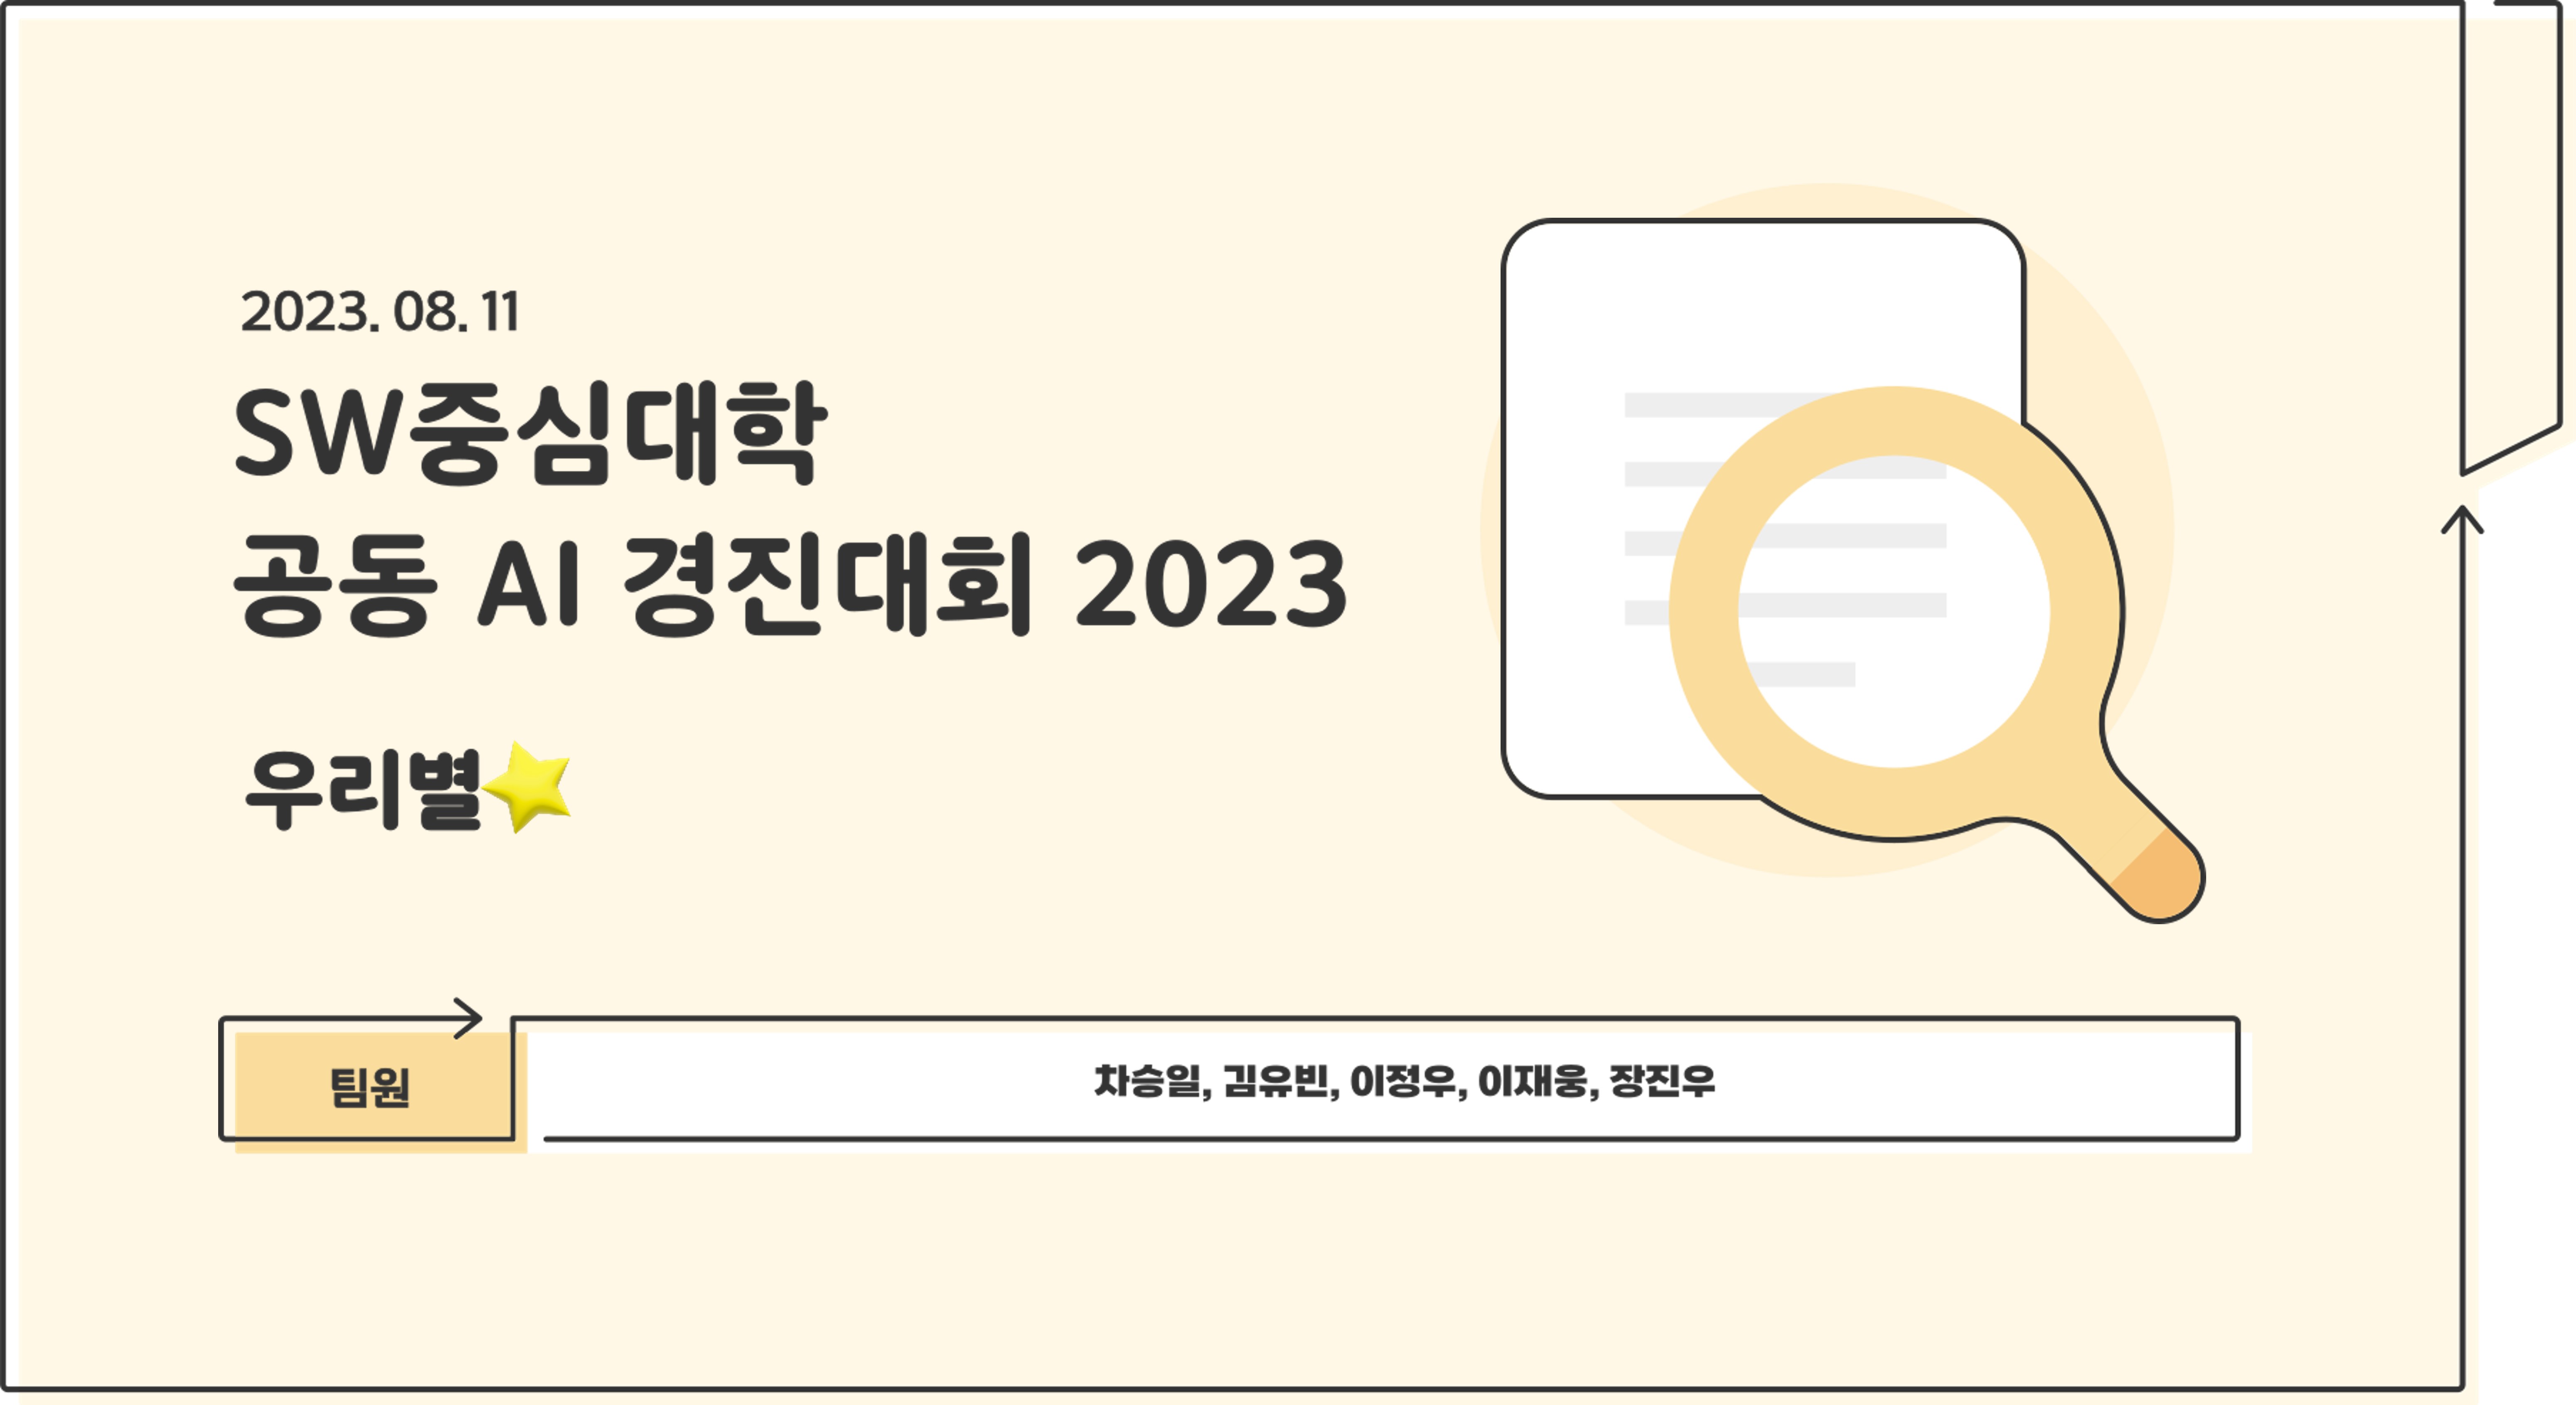 2023. 08. 11
SW중심대학
공동 AI 경진대회 2023
우리별
팀원
차승일, 김유빈, 이정우, 이재웅, 장진우